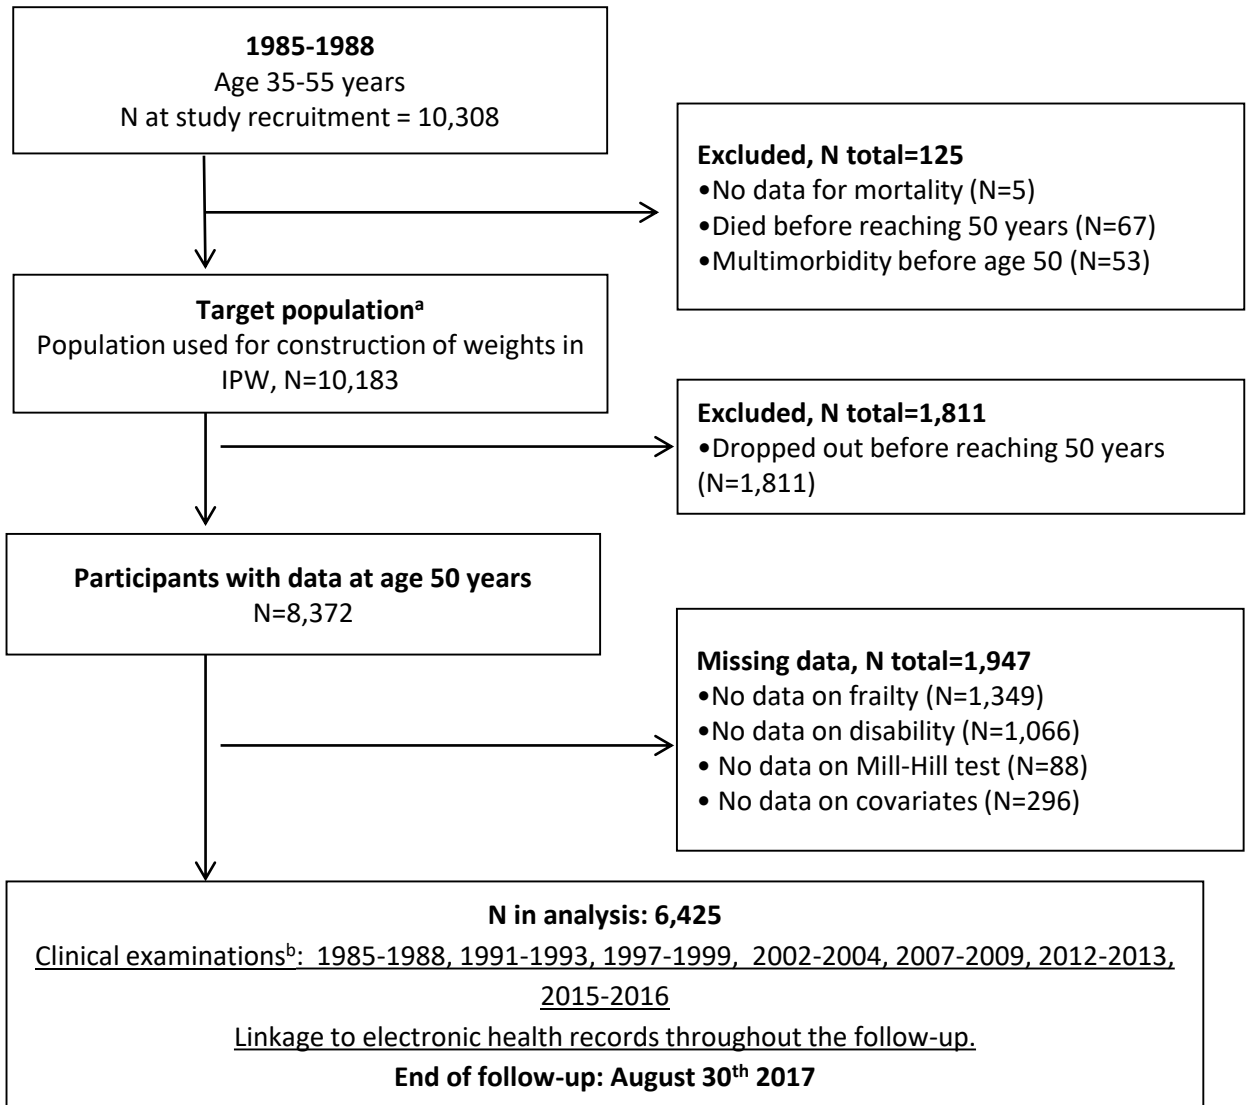 1985-1988
Age 35-55 years
N at study recruitment = 10,308
Excluded, N total=125
•No data for mortality (N=5)
•Died before reaching 50 years (N=67)
•Multimorbidity before age 50 (N=53)
Target populationᵃ
Population used for construction of weights in
IPW, N=10,183
Excluded, N total=1,811
•Dropped out before reaching 50 years
(N=1,811)
Participants with data at age 50 years
N=8,372
Missing data, N total=1,947
•No data on frailty (N=1,349)
•No data on disability (N=1,066)
• No data on Mill-Hill test (N=88)
• No data on covariates (N=296)
N in analysis: 6,425
Clinical examinationsᵇ: 1985-1988, 1991-1993, 1997-1999, 2002-2004, 2007-2009, 2012-2013,
2015-2016
Linkage to electronic health records throughout the follow-up.
End of follow-up: August 30ᵗʰ 2017